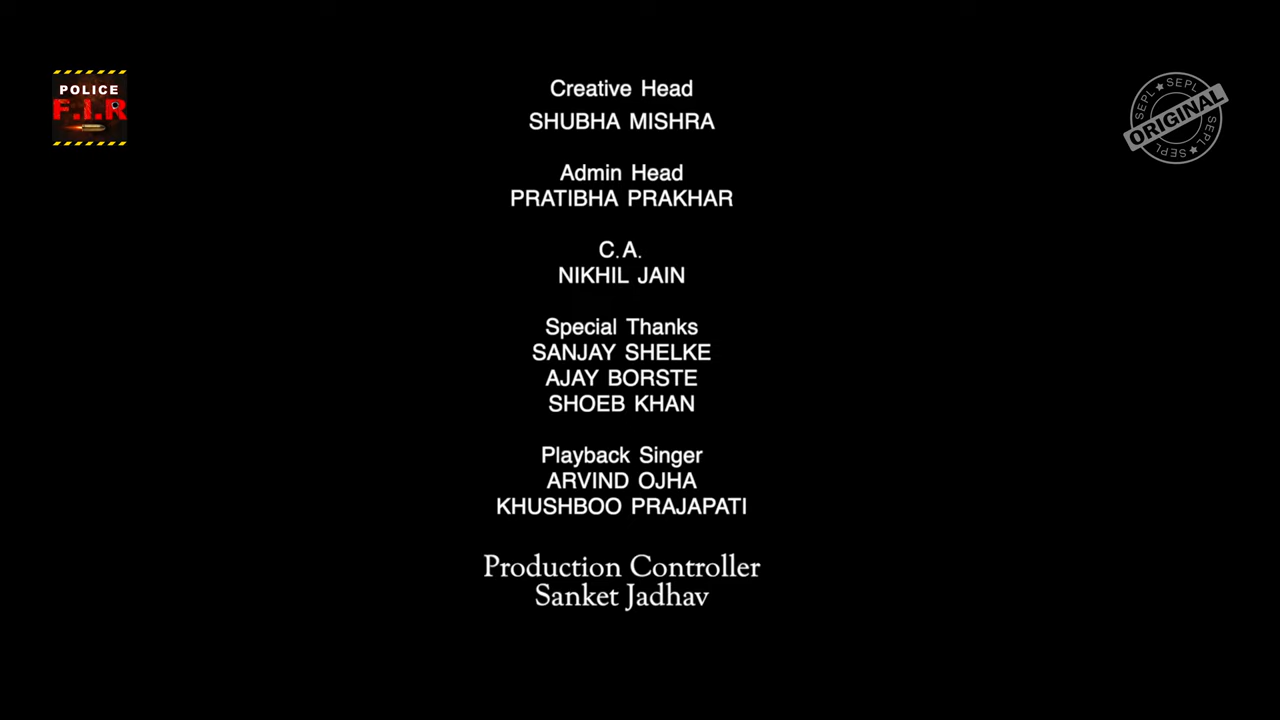 POLICE
F.I.R
SEPL
SEPL
ORIGINAL
SEPL
SEPL
Creative Head
SHUBHA MISHRA
Admin Head
PRATIBHA PRAKHAR
C.A.
NIKHIL JAIN
Special Thanks
SANJAY SHELKE
AJAY BORSTE
SHOEB KHAN
Playback Singer
ARVIND OJHA
KHUSHBOO PRAJAPATI
Production Controller
Sanket Jadhav